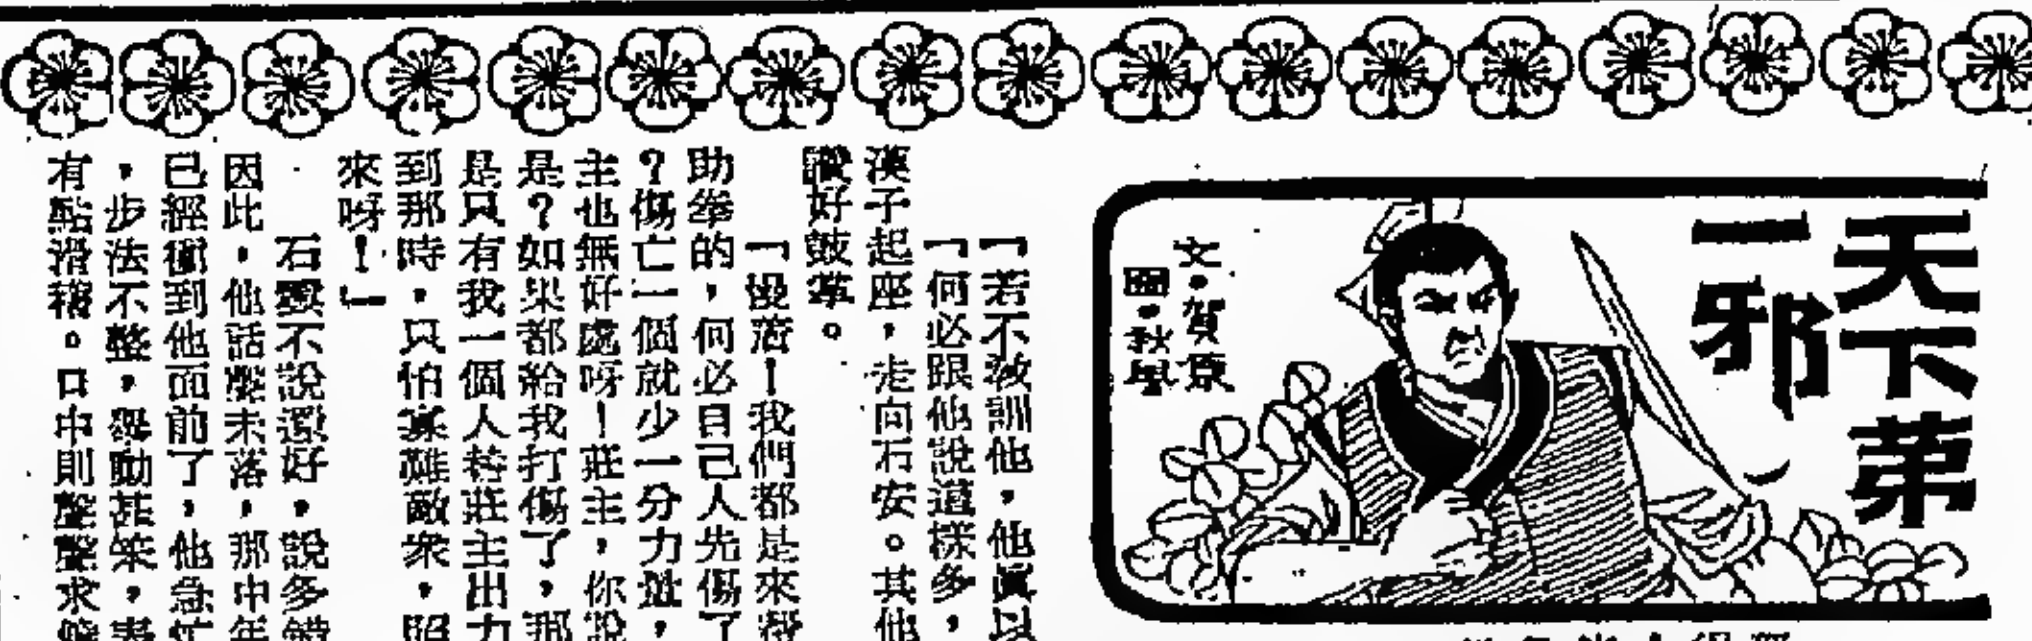 天下第
一邪
文•賀原
圖•秋學
「若不教訓他，他眞以
「何必跟他說這樣多，
漢子起座，走向石安。其他
讚好鼓掌。
「慢着！我們都是來幫
助拳的，何必自己人先傷了
？傷亡一個就少一分力量，
主也無好處呀！莊主，你說
是？如果都給我打傷了，那
是只有我一個人替莊主出力
到那時，只怕寡難敵衆，照
來呀！」
石靈不說還好，說多錯
因此，他話聲未落，那中年
已經衝到他面前了，他急忙
，步法不整，舉動甚笨，表
有點滑稽。口中則聲聲求饒